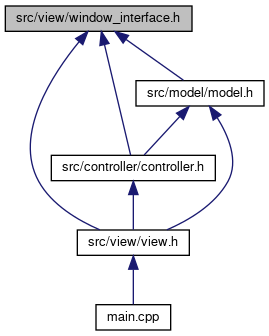 src/view/window_interface.h
src/model/model.h
src/controller/controller.h
src/view/view.h
main.cpp